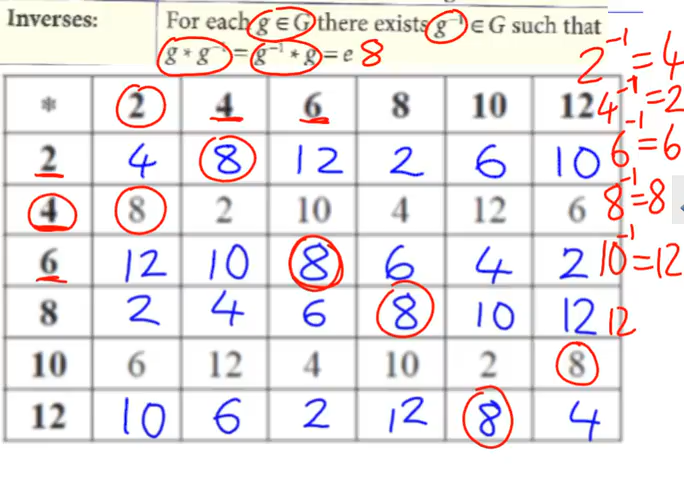 Inverses: For each g ∈ G there exists g⁻¹ ∈ G such that
g * g⁻¹ = g⁻¹ * g = e 8
2⁻¹ = 4
* 2 4 6 8 10 12 4⁻¹ = 2
2 4 8 12 2 6 10 6⁻¹ = 6
4 8 2 10 4 12 6 8⁻¹ = 8
6 12 10 8 6 4 2 10⁻¹ = 12
8 2 4 6 8 10 12 12
10 6 12 4 10 2 8
12 10 6 2 12 8 4